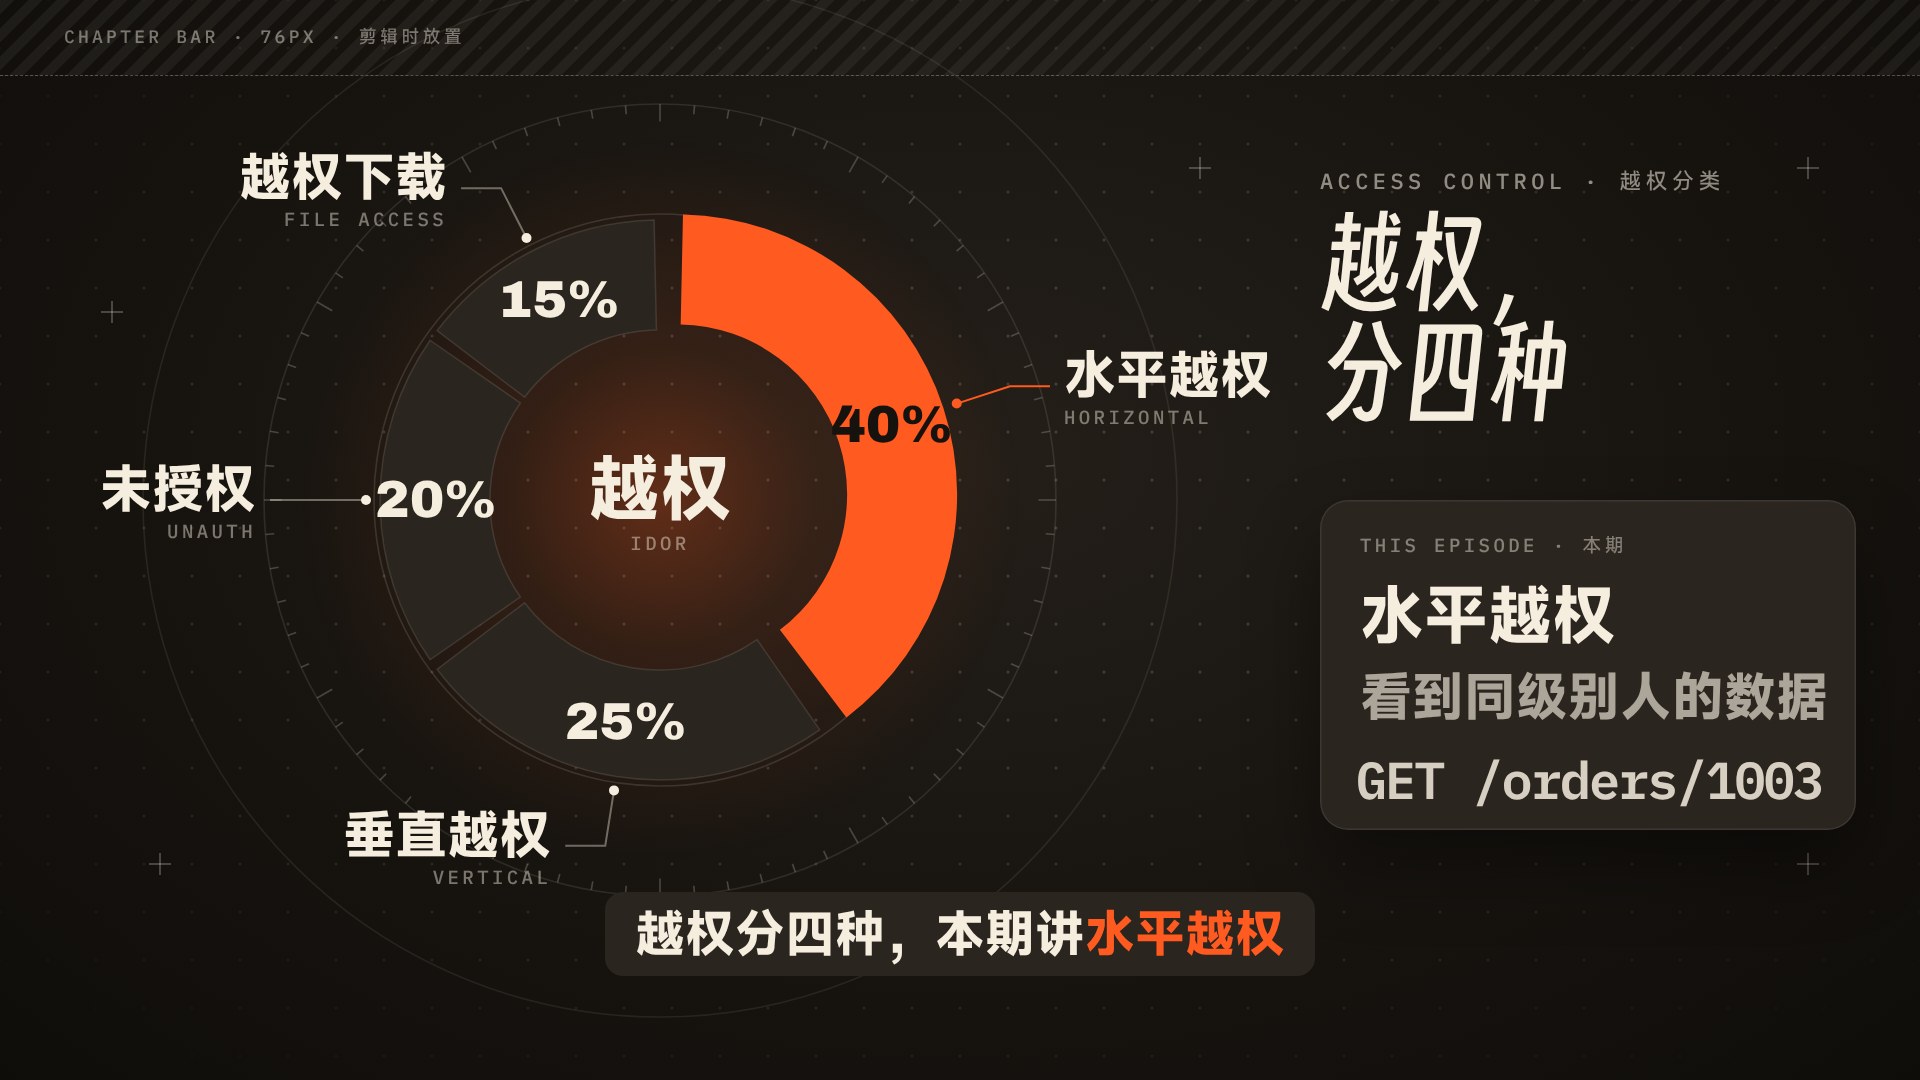 CHAPTER BAR · 76PX · 剪辑时放置
越权下载
FILE ACCESS
15%
40%
水平越权
HORIZONTAL
未授权
UNAUTH
20%
越权
IDOR
25%
垂直越权
VERTICAL
ACCESS CONTROL · 越权分类
越权，
分四种
THIS EPISODE · 本期
水平越权
看到同级别人的数据
GET /orders/1003
越权分四种，本期讲水平越权